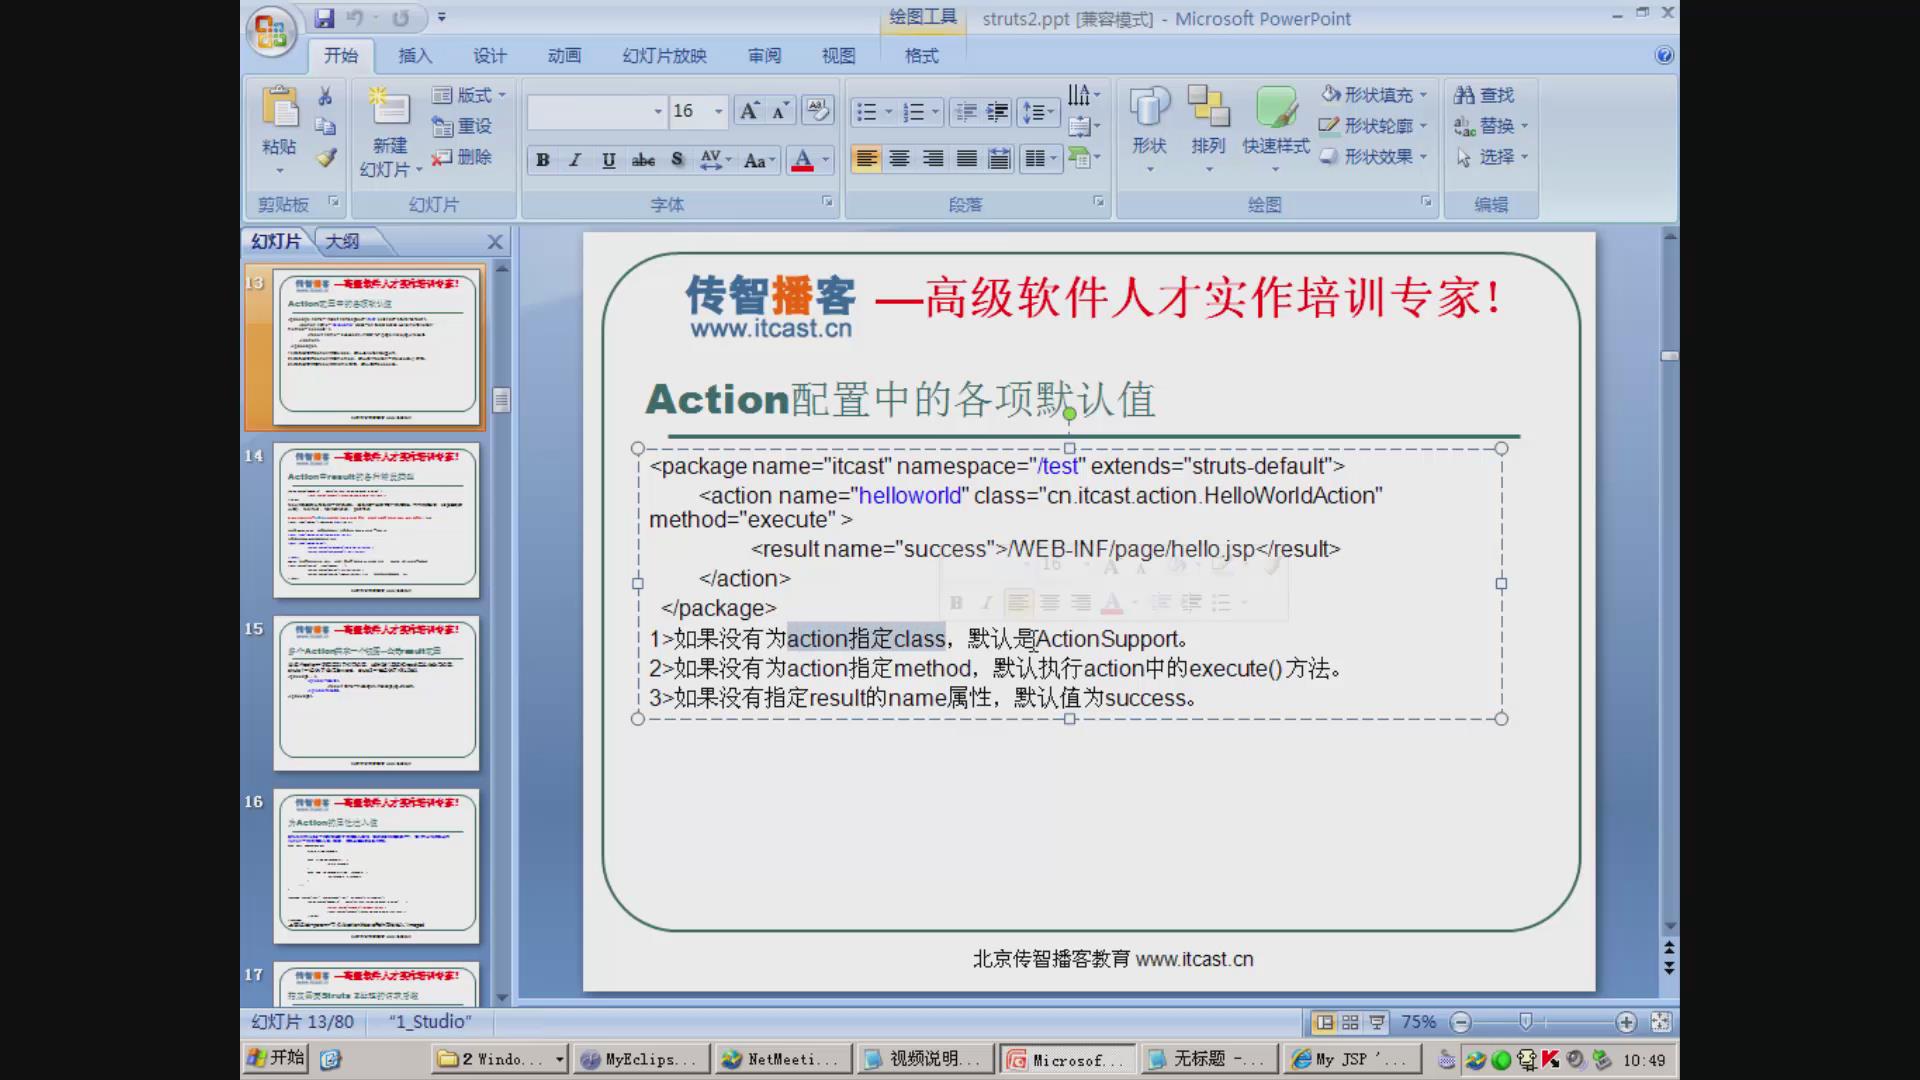 绘图工具
struts2.ppt [兼容模式] - Microsoft PowerPoint
开始 插入 设计 动画 幻灯片放映 审阅 视图 格式
粘贴
剪贴板
新建
幻灯片
版式
重设
删除
幻灯片
16
字体
段落
形状 排列 快速样式
形状填充
形状轮廓
形状效果
绘图
查找
替换
选择
编辑
幻灯片 大纲
13
14
15
16
17
传智播客
www.itcast.cn
—高级软件人才实作培训专家!
Action配置中的各项默认值
<package name="itcast" namespace="/test" extends="struts-default">
<action name="helloworld" class="cn.itcast.action.HelloWorldAction"
method="execute" >
<result name="success">/WEB-INF/page/hello.jsp</result>
</action>
</package>
1>如果没有为action指定class，默认是ActionSupport。
2>如果没有为action指定method，默认执行action中的execute()方法。
3>如果没有指定result的name属性，默认值为success。
北京传智播客教育 www.itcast.cn
幻灯片 13/80 "1_Studio" 75%
开始 2 Windo... MyEclips... NetMeeti... 视频说明... Microsof... 无标题 -... My JSP '... 10:49